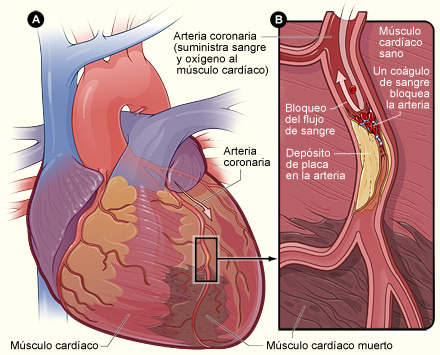 A
Arteria coronaria
(suministra sangre
y oxígeno al
músculo cardíaco)
Arteria
coronaria
Músculo cardíaco
Músculo cardíaco muerto
B
Músculo
cardíaco
sano
Un coàgulo
de sangre
bloquea
la arteria
Bloqueo
del flujo
de sangre
Depósito
de placa
en la arteria